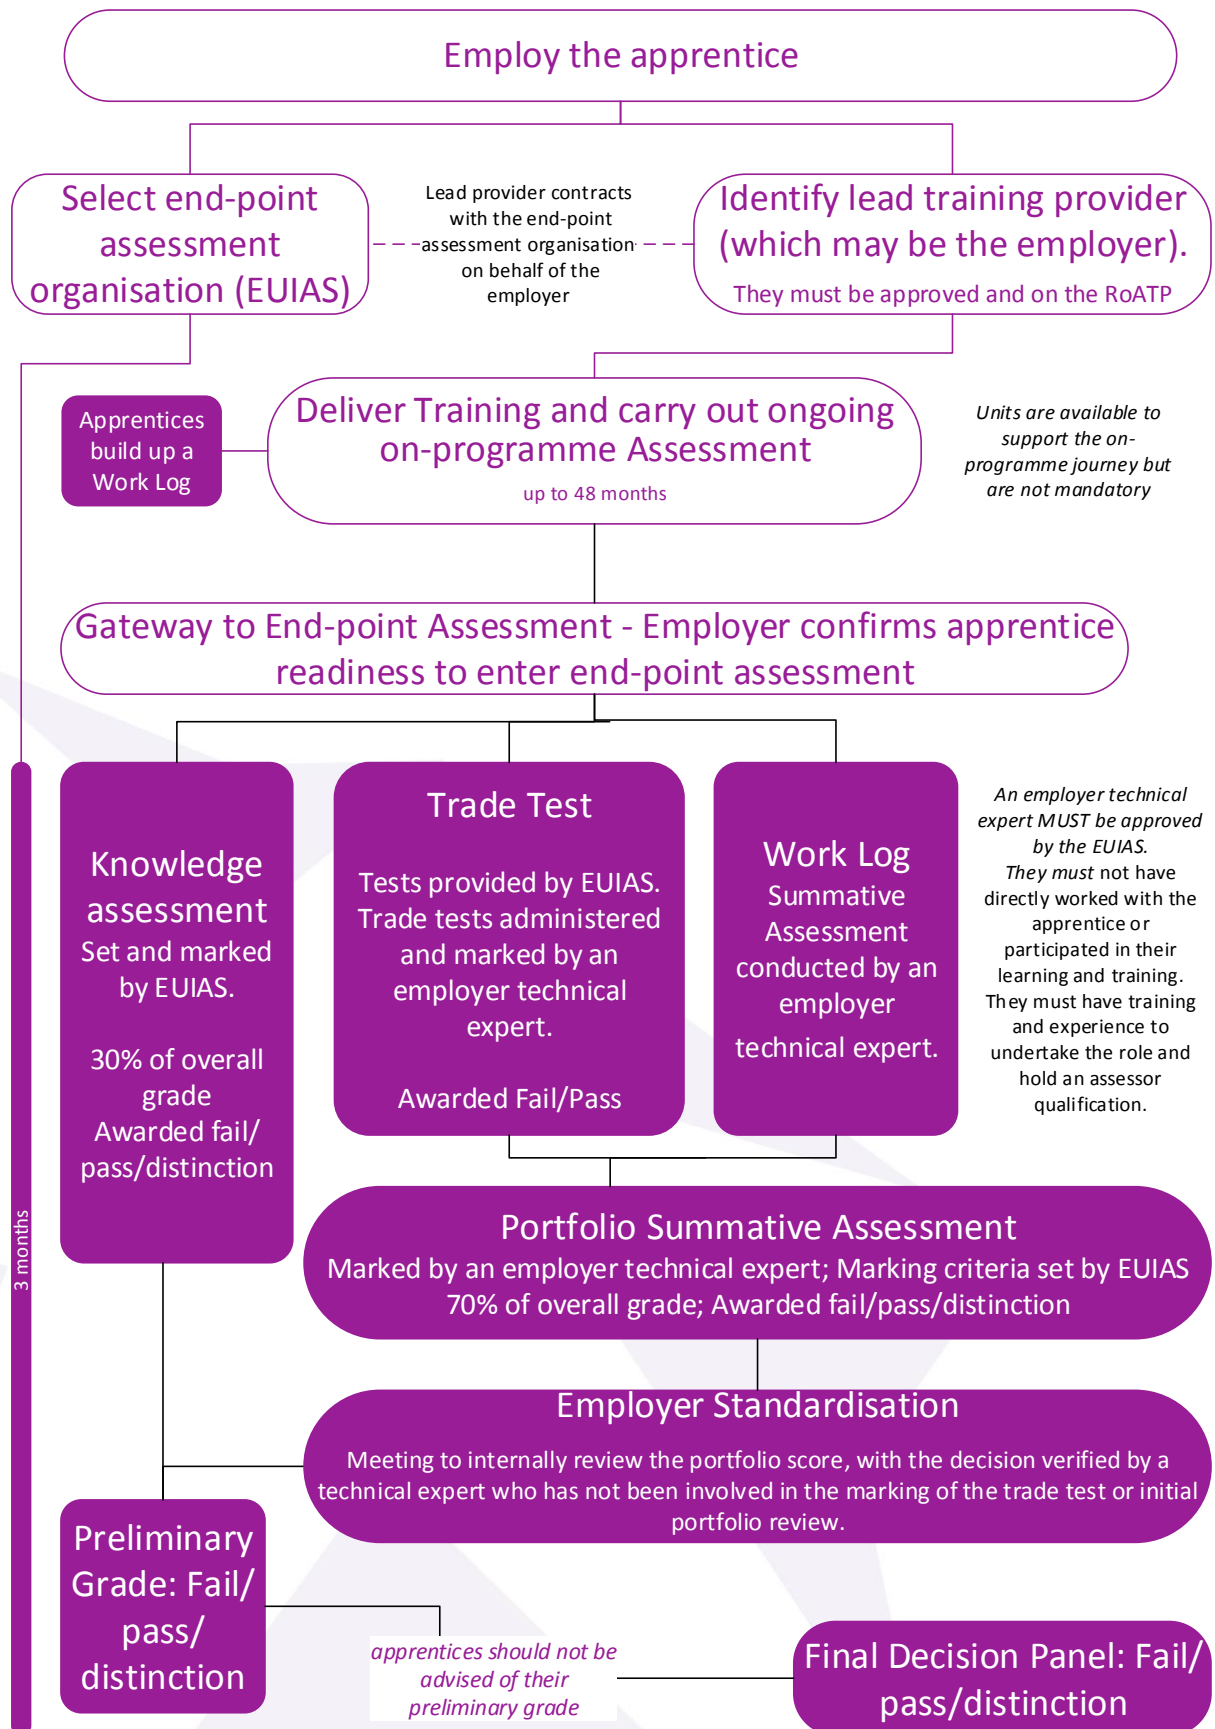 Employ the apprentice
Select end-point
assessment
organisation (EUIAS)
Lead provider contracts
with the end-point
assessment organisation
on behalf of the
employer
Identify lead training provider
(which may be the employer).
They must be approved and on the RoATP
Apprentices
build up a
Work Log
Deliver Training and carry out ongoing
on-programme Assessment
up to 48 months
Units are available to
support the on-
programme journey but
are not mandatory
Gateway to End-point Assessment - Employer confirms apprentice
readiness to enter end-point assessment
3 months
Knowledge
assessment
Set and marked
by EUIAS.
30% of overall
grade
Awarded fail/
pass/distinction
Trade Test
Tests provided by EUIAS.
Trade tests administered
and marked by an
employer technical
expert.
Awarded Fail/Pass
Work Log
Summative
Assessment
conducted by an
employer
technical expert.
An employer technical
expert MUST be approved
by the EUIAS.
They must not have
directly worked with the
apprentice or
participated in their
learning and training.
They must have training
and experience to
undertake the role and
hold an assessor
qualification.
Portfolio Summative Assessment
Marked by an employer technical expert; Marking criteria set by EUIAS
70% of overall grade; Awarded fail/pass/distinction
Employer Standardisation
Meeting to internally review the portfolio score, with the decision verified by a
technical expert who has not been involved in the marking of the trade test or initial
portfolio review.
Preliminary
Grade: Fail/
pass/
distinction
apprentices should not be
advised of their
preliminary grade
Final Decision Panel: Fail/
pass/distinction